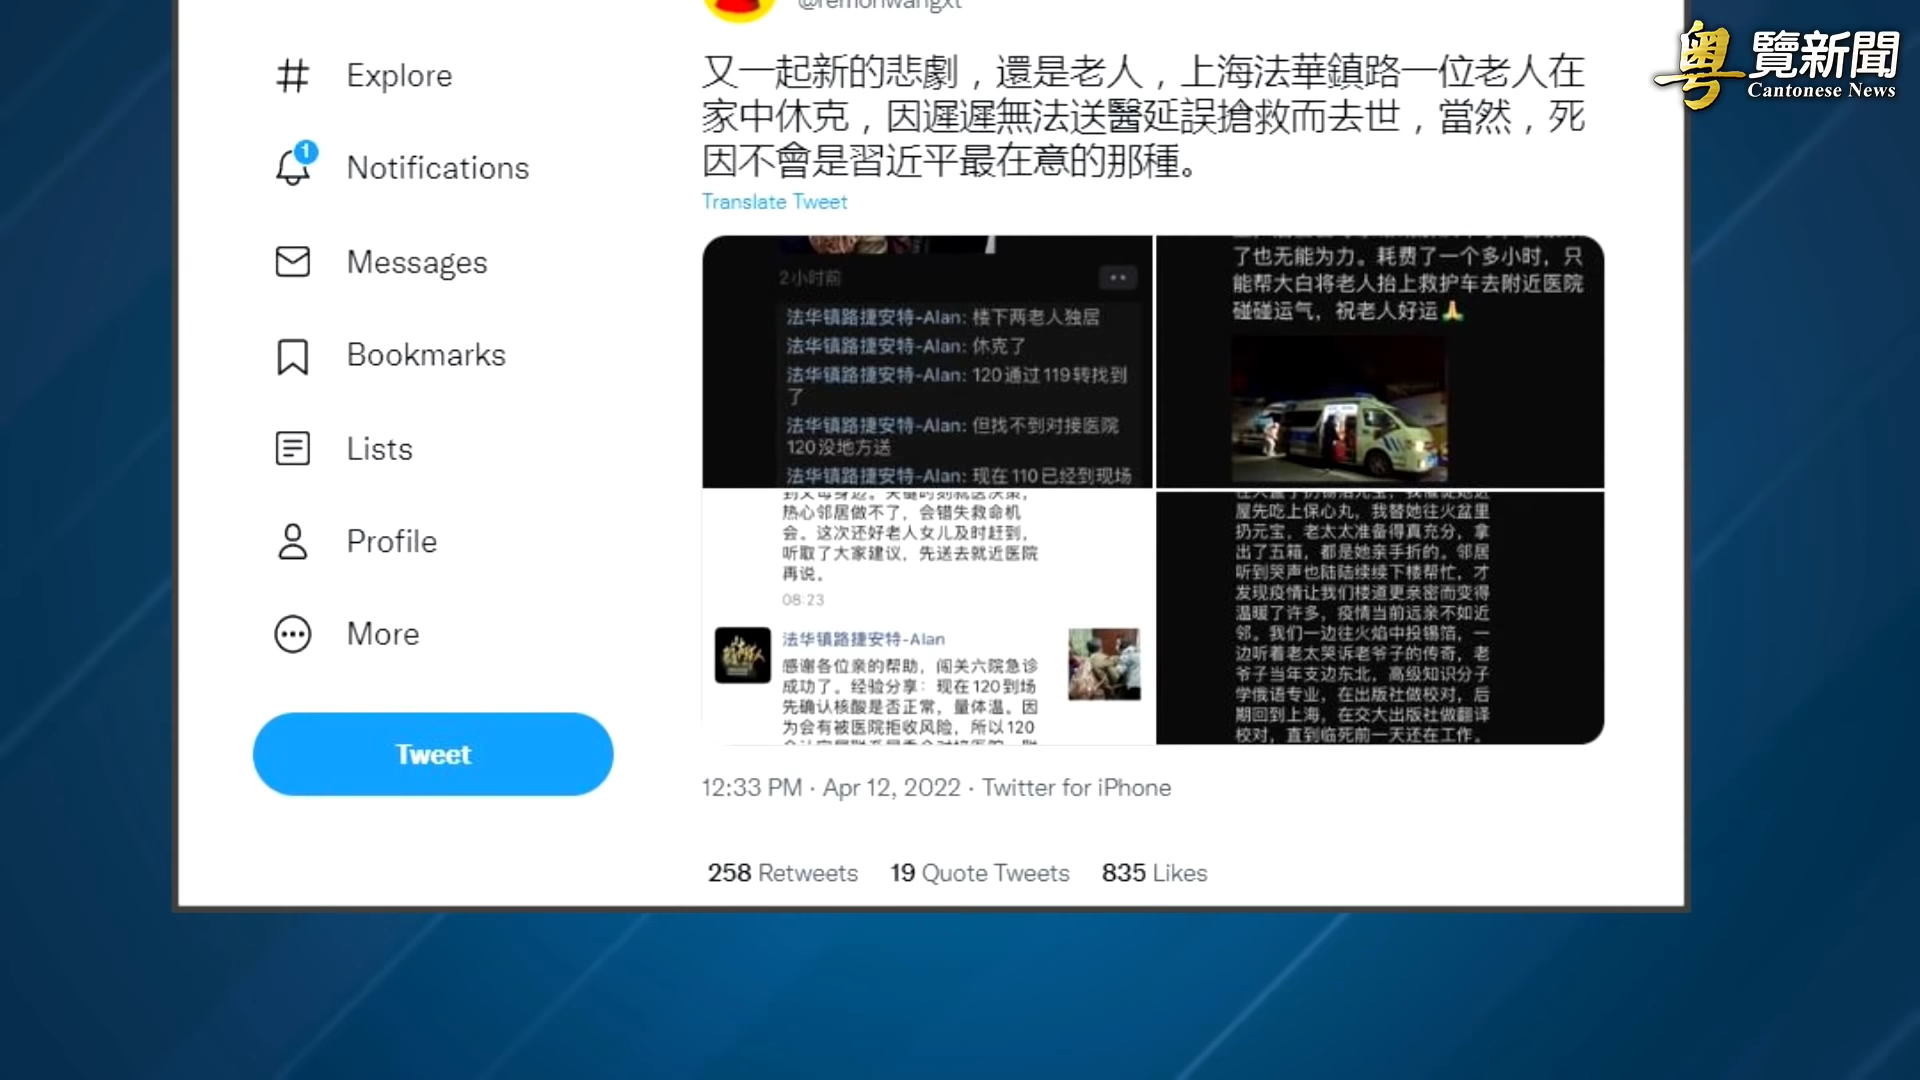 @remonwangxt
粤覽新聞
Cantonese News
Explore
1
Notifications
Messages
Bookmarks
Lists
Profile
More
Tweet
又一起新的悲劇，還是老人，上海法華鎮路一位老人在
家中休克，因遲遲無法送醫延誤搶救而去世，當然，死
因不會是習近平最在意的那種。
Translate Tweet
2小时前
法华镇路捷安特-Alan: 楼下两老人独居
法华镇路捷安特-Alan: 休克了
法华镇路捷安特-Alan: 120通过119转找到
了
法华镇路捷安特-Alan: 但找不到对接医院
120没地方送
法华镇路捷安特-Alan: 现在110已经到现场
了也无能为力。耗费了一个多小时，只
能帮大白将老人抬上救护车去附近医院
碰碰运气，祝老人好运🙏
到父母身边。关键时刻就医决策，
热心邻居做不了，会错失救命机
会。这次还好老人女儿及时赶到，
听取了大家建议，先送去就近医院
再说。
08:23
法华镇路捷安特-Alan
感谢各位亲的帮助，闯关六院急诊
成功了。经验分享：现在120到场
先确认核酸是否正常，量体温。因
为会有被医院拒收风险，所以120
屋先吃上保心丸，我替她往火盆里
扔元宝，老太太准备得真充分，拿
出了五箱，都是她亲手折的。邻居
听到哭声也陆陆续续下楼帮忙，才
发现疫情让我们楼道更亲密而变得
温暖了许多，疫情当前远亲不如近
邻。我们一边往火焰中投锡箔，一
边听着老太哭诉老爷子的传奇，老
爷子当年支边东北，高级知识分子
学俄语专业，在出版社做校对，后
期回到上海，在交大出版社做翻译
校对，直到临死前一天还在工作。
12:33 PM · Apr 12, 2022 · Twitter for iPhone
258 Retweets 19 Quote Tweets 835 Likes